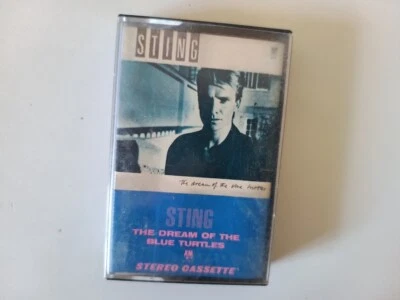 STING
the dream of the blue turtles
STING
THE DREAM OF THE
BLUE TURTLES
A&M
STEREO CASSETTE